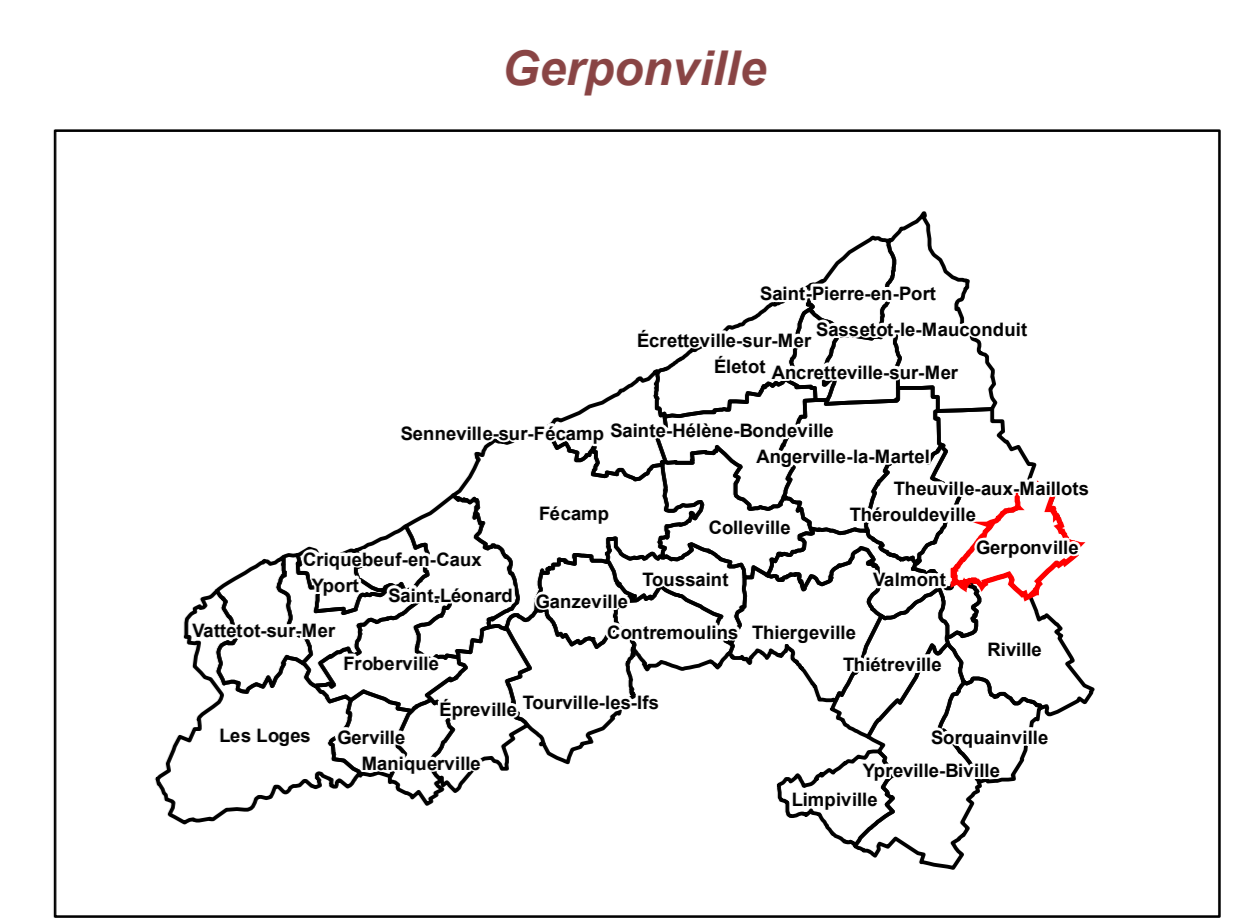 Gerponville
Saint-Pierre-en-Port
Sassetot-le-Mauconduit
Écretteville-sur-Mer
Életot
Ancretteville-sur-Mer
Senneville-sur-Fécamp
Sainte-Hélène-Bondeville
Angerville-la-Martel
Theuville-aux-Maillots
Fécamp
Thérouldeville
Colleville
Gerponville
Criquebeuf-en-Caux
Toussaint
Valmont
Yport
Saint-Léonard
Ganzeville
Vattetot-sur-Mer
Contremoulins
Thiergeville
Riville
Froberville
Thiétreville
Épreville
Tourville-les-Ifs
Les Loges
Gerville
Sorquainville
Maniquerville
Ypreville-Biville
Limpiville